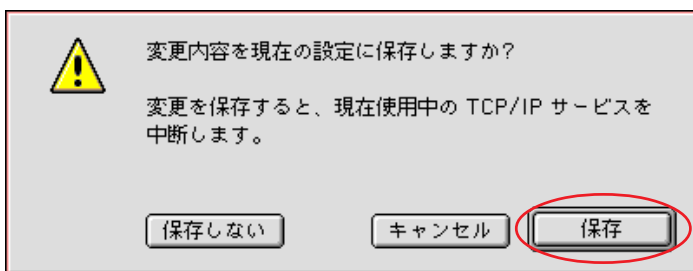 変更内容を現在の設定に保存しますか？
変更を保存すると、現在使用中の TCP/IP サービスを
中断します。
保存しない
キャンセル
保存